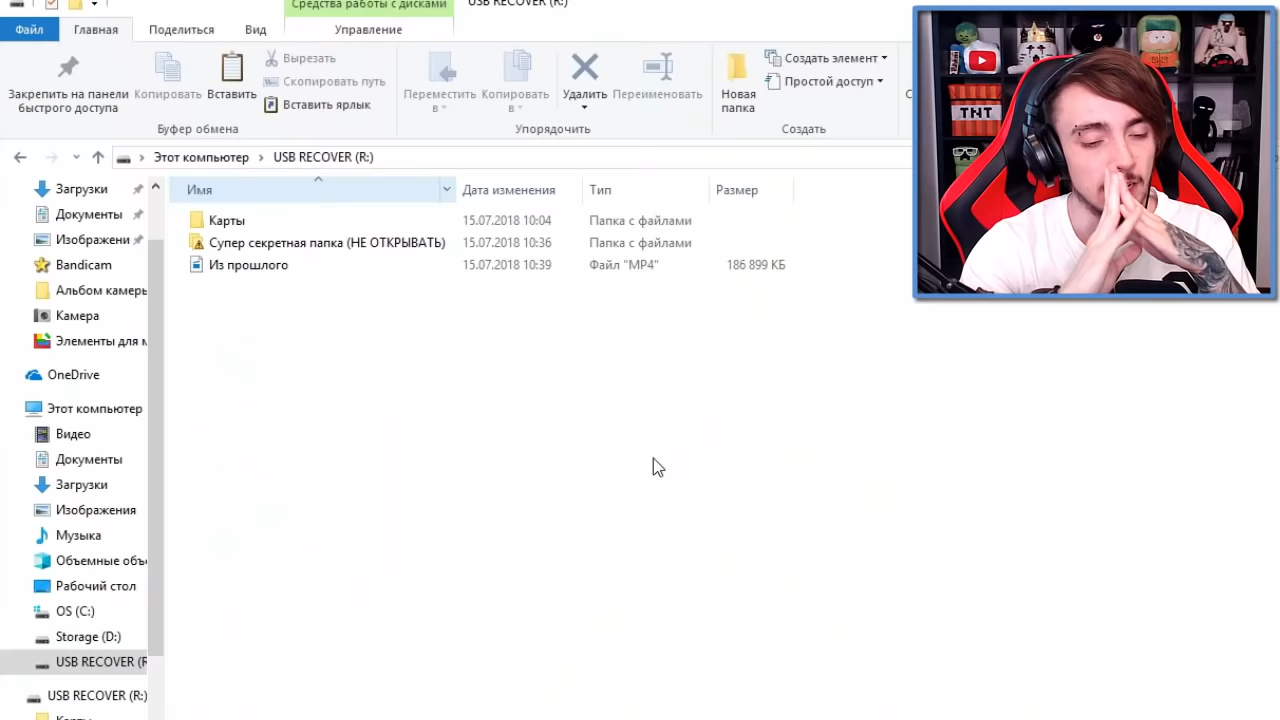 Средства работы с дисками
USB RECOVER (R:)
Файл
Главная
Поделиться
Вид
Управление
Закрепить на панели
быстрого доступа
Копировать
Вставить
Вырезать
Скопировать путь
Вставить ярлык
Буфер обмена
Переместить
в
Копировать
в
Удалить
Переименовать
Упорядочить
Новая
папка
Создать элемент
Простой доступ
Создать
С
Этот компьютер
USB RECOVER (R:)
Имя
Дата изменения
Тип
Размер
Карты 15.07.2018 10:04 Папка с файлами
Супер секретная папка (НЕ ОТКРЫВАТЬ) 15.07.2018 10:36 Папка с файлами
Из прошлого 15.07.2018 10:39 Файл "MP4" 186 899 КБ
Загрузки
Документы
Изображени
Bandicam
Альбом камеры
Камера
Элементы для м
OneDrive
Этот компьютер
Видео
Документы
Загрузки
Изображения
Музыка
Объемные объе
Рабочий стол
OS (C:)
Storage (D:)
USB RECOVER (R
USB RECOVER (R:)
Карты
TNT